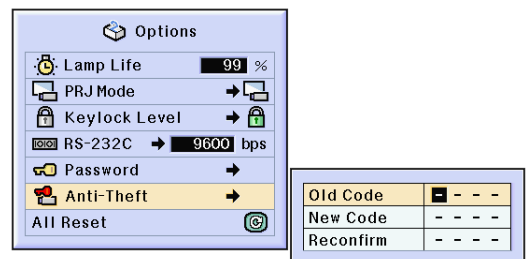 Options
Lamp Life 99 %
PRJ Mode
Keylock Level
RS-232C 9600 bps
Password
Anti-Theft
All Reset
Old Code - - - -
New Code - - - -
Reconfirm - - - -